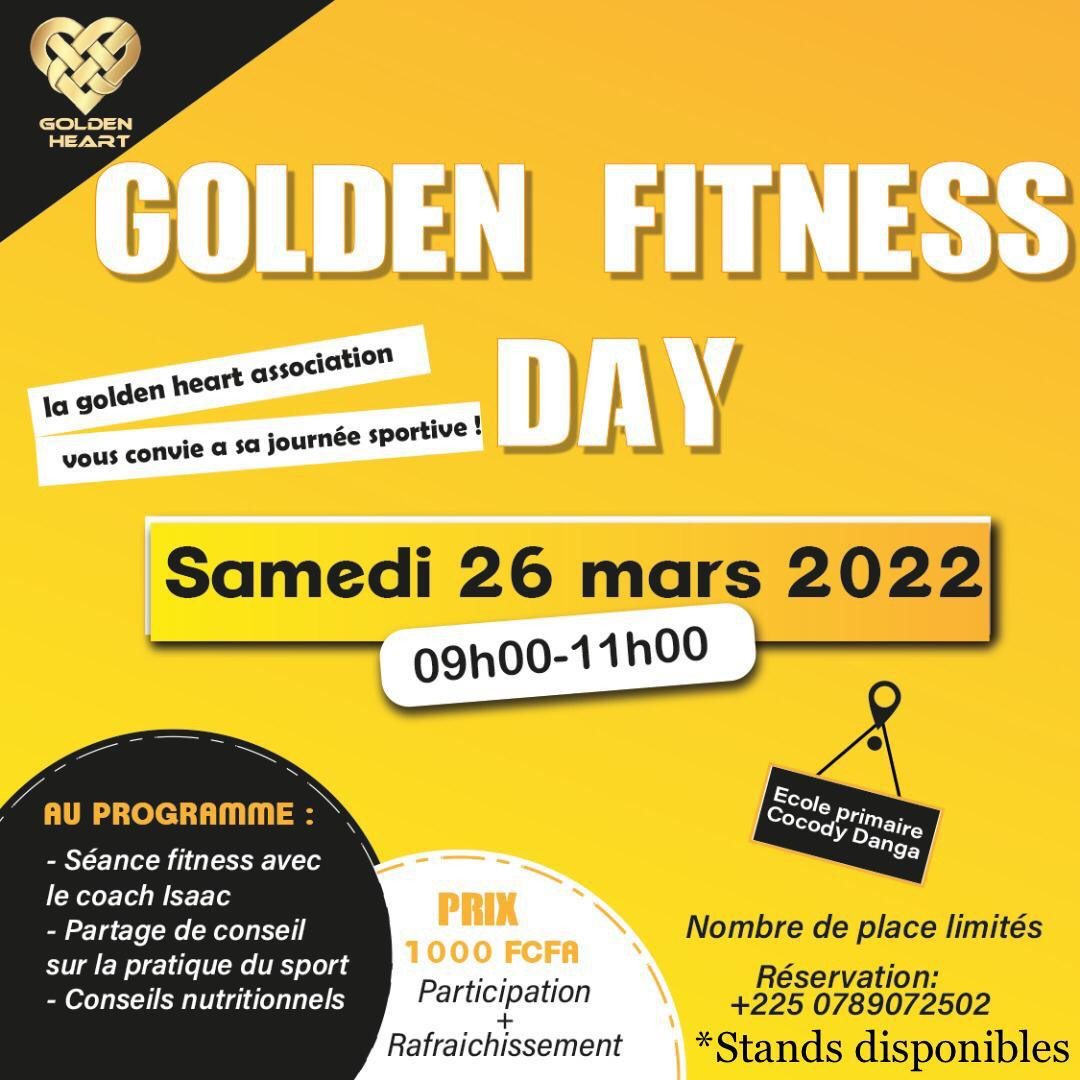 GOLDEN
HEART
GOLDEN FITNESS
DAY
la golden heart association
vous convie a sa journée sportive !
Samedi 26 mars 2022
09h00-11h00
Ecole primaire
Cocody Danga
AU PROGRAMME :
- Séance fitness avec
le coach Isaac
- Partage de conseil
sur la pratique du sport
- Conseils nutritionnels
PRIX
1000 FCFA
Participation
+
Rafraichissement
Nombre de place limités
Réservation:
+225 0789072502
*Stands disponibles